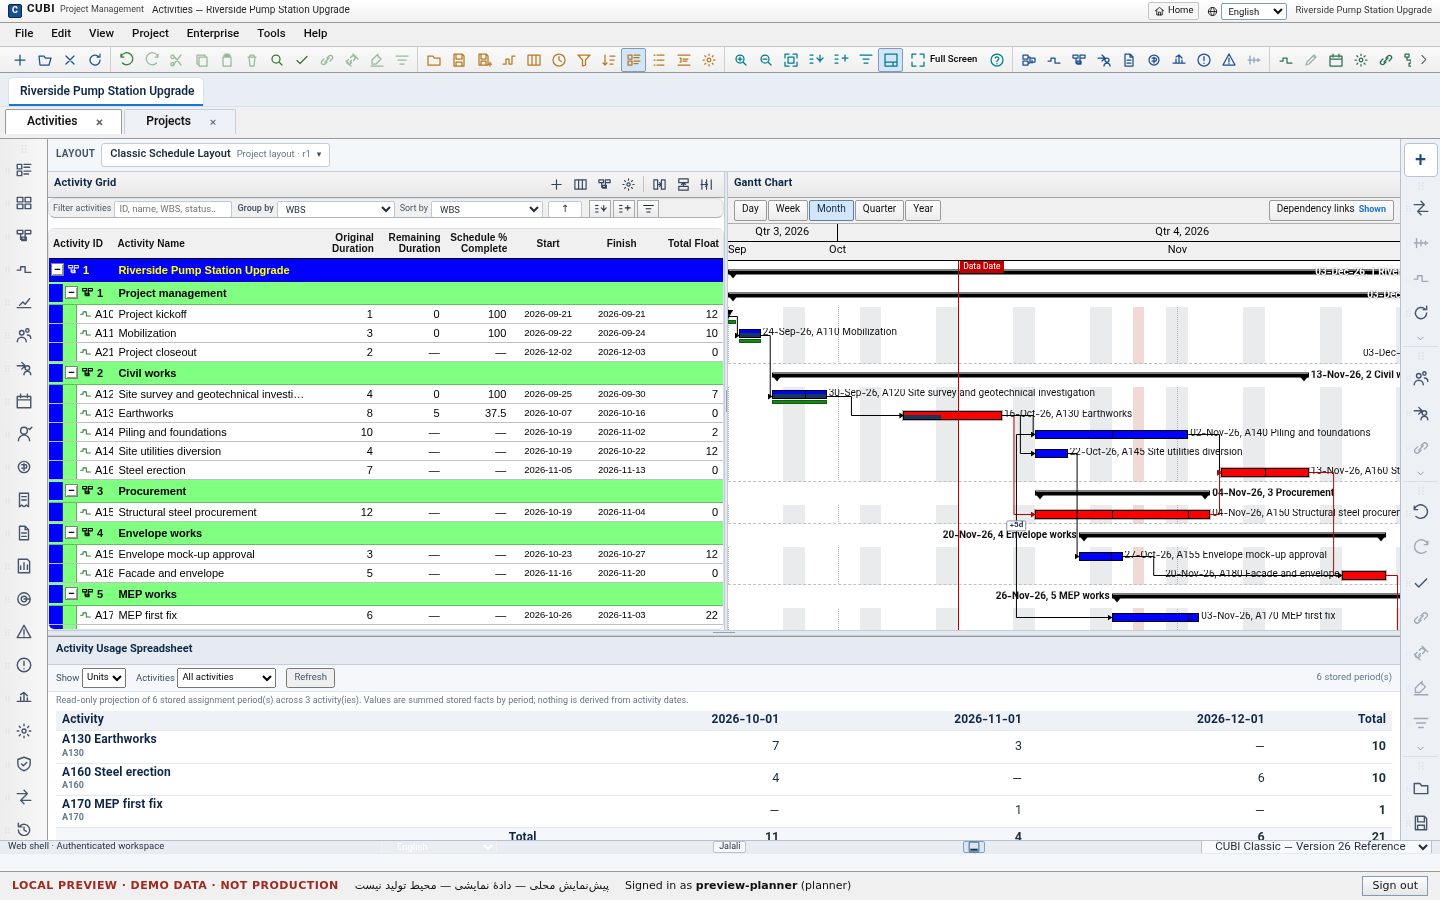 C CUBI Project Management Activities — Riverside Pump Station Upgrade Home English Riverside Pump Station Upgrade
File Edit View Project Enterprise Tools Help
Full Screen
Riverside Pump Station Upgrade
Activities × Projects ×
LAYOUT Classic Schedule Layout Project layout · r1
Activity Grid
Gantt Chart
Filter activities ID, name, WBS, status.. Group by WBS Sort by WBS
Day Week Month Quarter Year Dependency links Shown
Activity ID Activity Name Original Duration Remaining Duration Schedule % Complete Start Finish Total Float
Qtr 3, 2026 Qtr 4, 2026
Sep Oct Nov
Data Date
1 Riverside Pump Station Upgrade
03-Dec-26, 1 River
1 Project management
03-Dec
A10 Project kickoff 1 0 100 2026-09-21 2026-09-21 12
A11 Mobilization 3 0 100 2026-09-22 2026-09-24 10
24-Sep-26, A110 Mobilization
A21 Project closeout 2 — — 2026-12-02 2026-12-03 0
03-Dec-
2 Civil works
13-Nov-26, 2 Civil w
A12 Site survey and geotechnical investi... 4 0 100 2026-09-25 2026-09-30 7
30-Sep-26, A120 Site survey and geotechnical investigation
A13 Earthworks 8 5 37.5 2026-10-07 2026-10-16 0
16-Oct-26, A130 Earthworks
A14 Piling and foundations 10 — — 2026-10-19 2026-11-02 2
02-Nov-26, A140 Piling and foundations
A14 Site utilities diversion 4 — — 2026-10-19 2026-10-22 12
22-Oct-26, A145 Site utilities diversion
A16 Steel erection 7 — — 2026-11-05 2026-11-13 0
13-Nov-26, A160 St
3 Procurement
04-Nov-26, 3 Procurement
A15 Structural steel procurement 12 — — 2026-10-19 2026-11-04 0
04-Nov-26, A150 Structural steel procurer
+5d
4 Envelope works
20-Nov-26, 4 Envelope works
A15 Envelope mock-up approval 3 — — 2026-10-23 2026-10-27 12
27-Oct-26, A155 Envelope mock-up approval
A18 Facade and envelope 5 — — 2026-11-16 2026-11-20 0
20-Nov-26, A180 Facade and envelope
5 MEP works
26-Nov-26, 5 MEP works
A17 MEP first fix 6 — — 2026-10-26 2026-11-03 22
03-Nov-26, A170 MEP first fix
Activity Usage Spreadsheet
Show Units Activities All activities Refresh 6 stored period(s)
Read-only projection of 6 stored assignment period(s) across 3 activity(ies). Values are summed stored facts by period; nothing is derived from activity dates.
Activity 2026-10-01 2026-11-01 2026-12-01 Total
A130 Earthworks 7 3 — 10
A130
A160 Steel erection 4 — 6 10
A160
A170 MEP first fix — 1 — 1
A170
Total 11 4 6 21
Web shell · Authenticated workspace English Jalali CUBI Classic — Version 26 Reference
LOCAL PREVIEW · DEMO DATA · NOT PRODUCTION پیش‌نمایش محلی — دادهٔ نمایشی — محیط تولید نیست Signed in as preview-planner (planner) Sign out